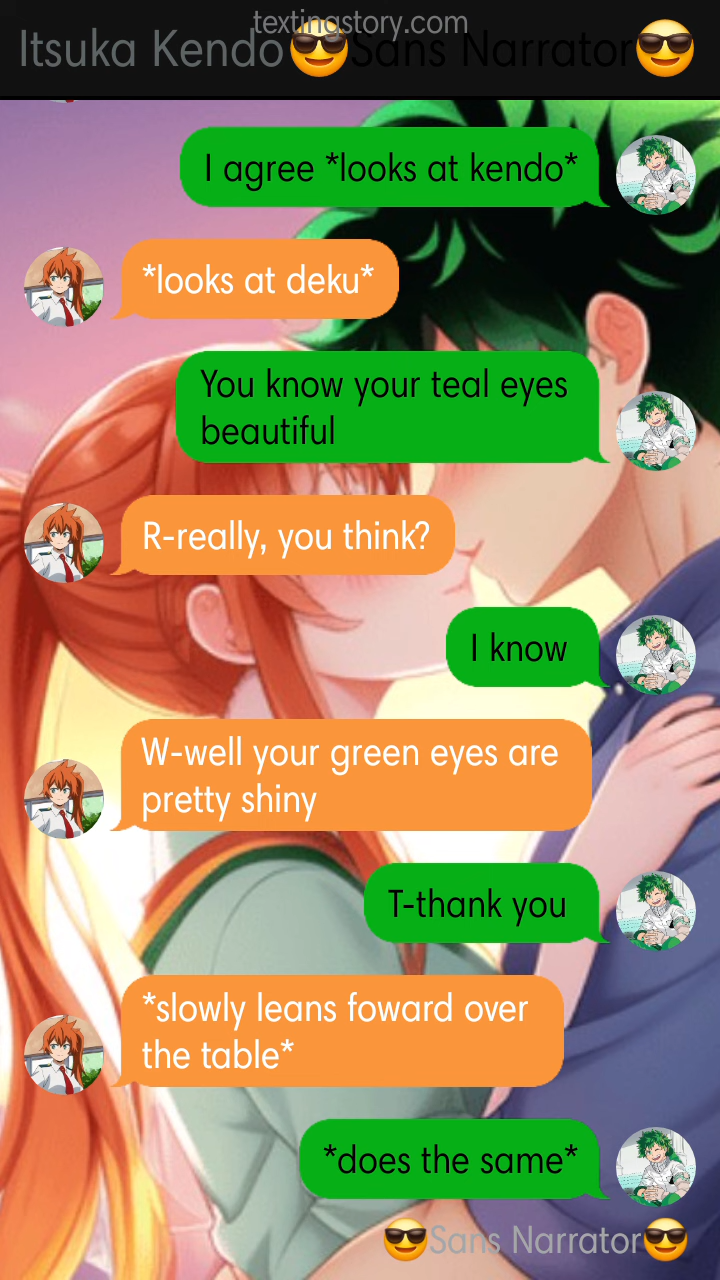 textingstory.com
Itsuka Kendo😎Sans Narrator😎
I agree *looks at kendo*
*looks at deku*
You know your teal eyes
beautiful
R-really, you think?
I know
W-well your green eyes are
pretty shiny
T-thank you
*slowly leans foward over
the table*
*does the same*
😎Sans Narrator😎